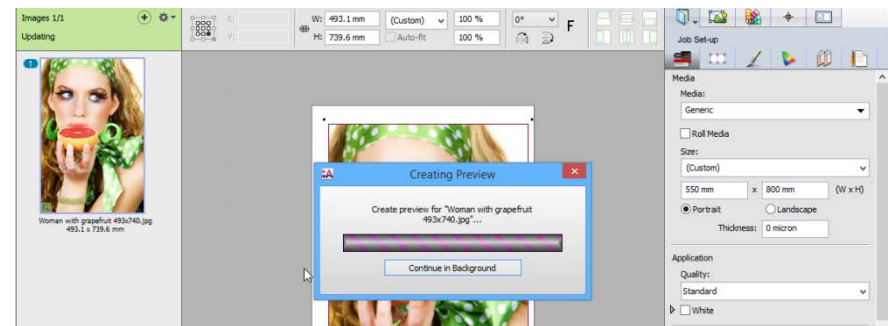 Images 1/1
Updating
X:
Y:
W: 493.1 mm
H: 739.6 mm
(Custom)
Auto-fit
100 %
100 %
0°
F
Job Set-up
Media
Media:
Generic
Roll Media
Size:
(Custom)
550 mm x 800 mm (W x H)
Portrait Landscape
Thickness: 0 micron
Application
Quality:
Standard
White
1
Woman with grapefruit 493x740.jpg
493.1 x 739.6 mm
Creating Preview
Create preview for "Woman with grapefruit
493x740.jpg"...
Continue in Background